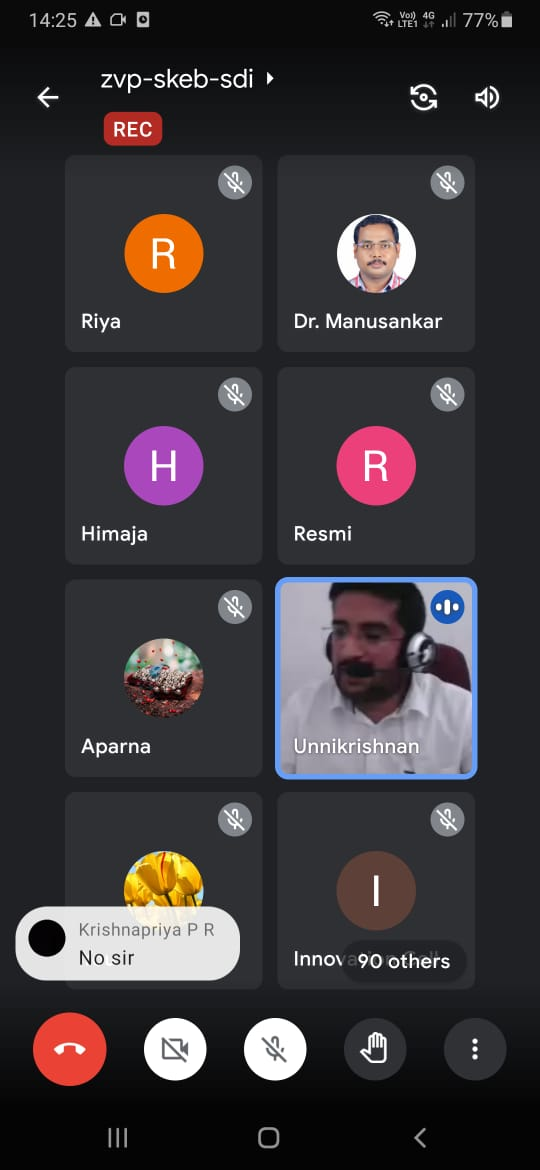 14:25
Vo)) 4G
LTE1 77%
zvp-skeb-sdi
REC
R
Riya
Dr. Manusankar
H
Himaja
R
Resmi
Aparna
Unnikrishnan
Krishnapriya P R
No sir
I
90 others